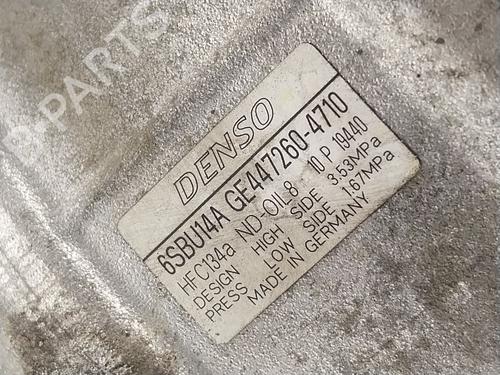 B-PARTS
DENSO
6SBU14A GE447260-4710
HFC134a ND-OIL8 10 P 19440
DESIGN HIGH SIDE 3.53MPa
PRESS LOW SIDE 1.67MPa
MADE IN GERMANY